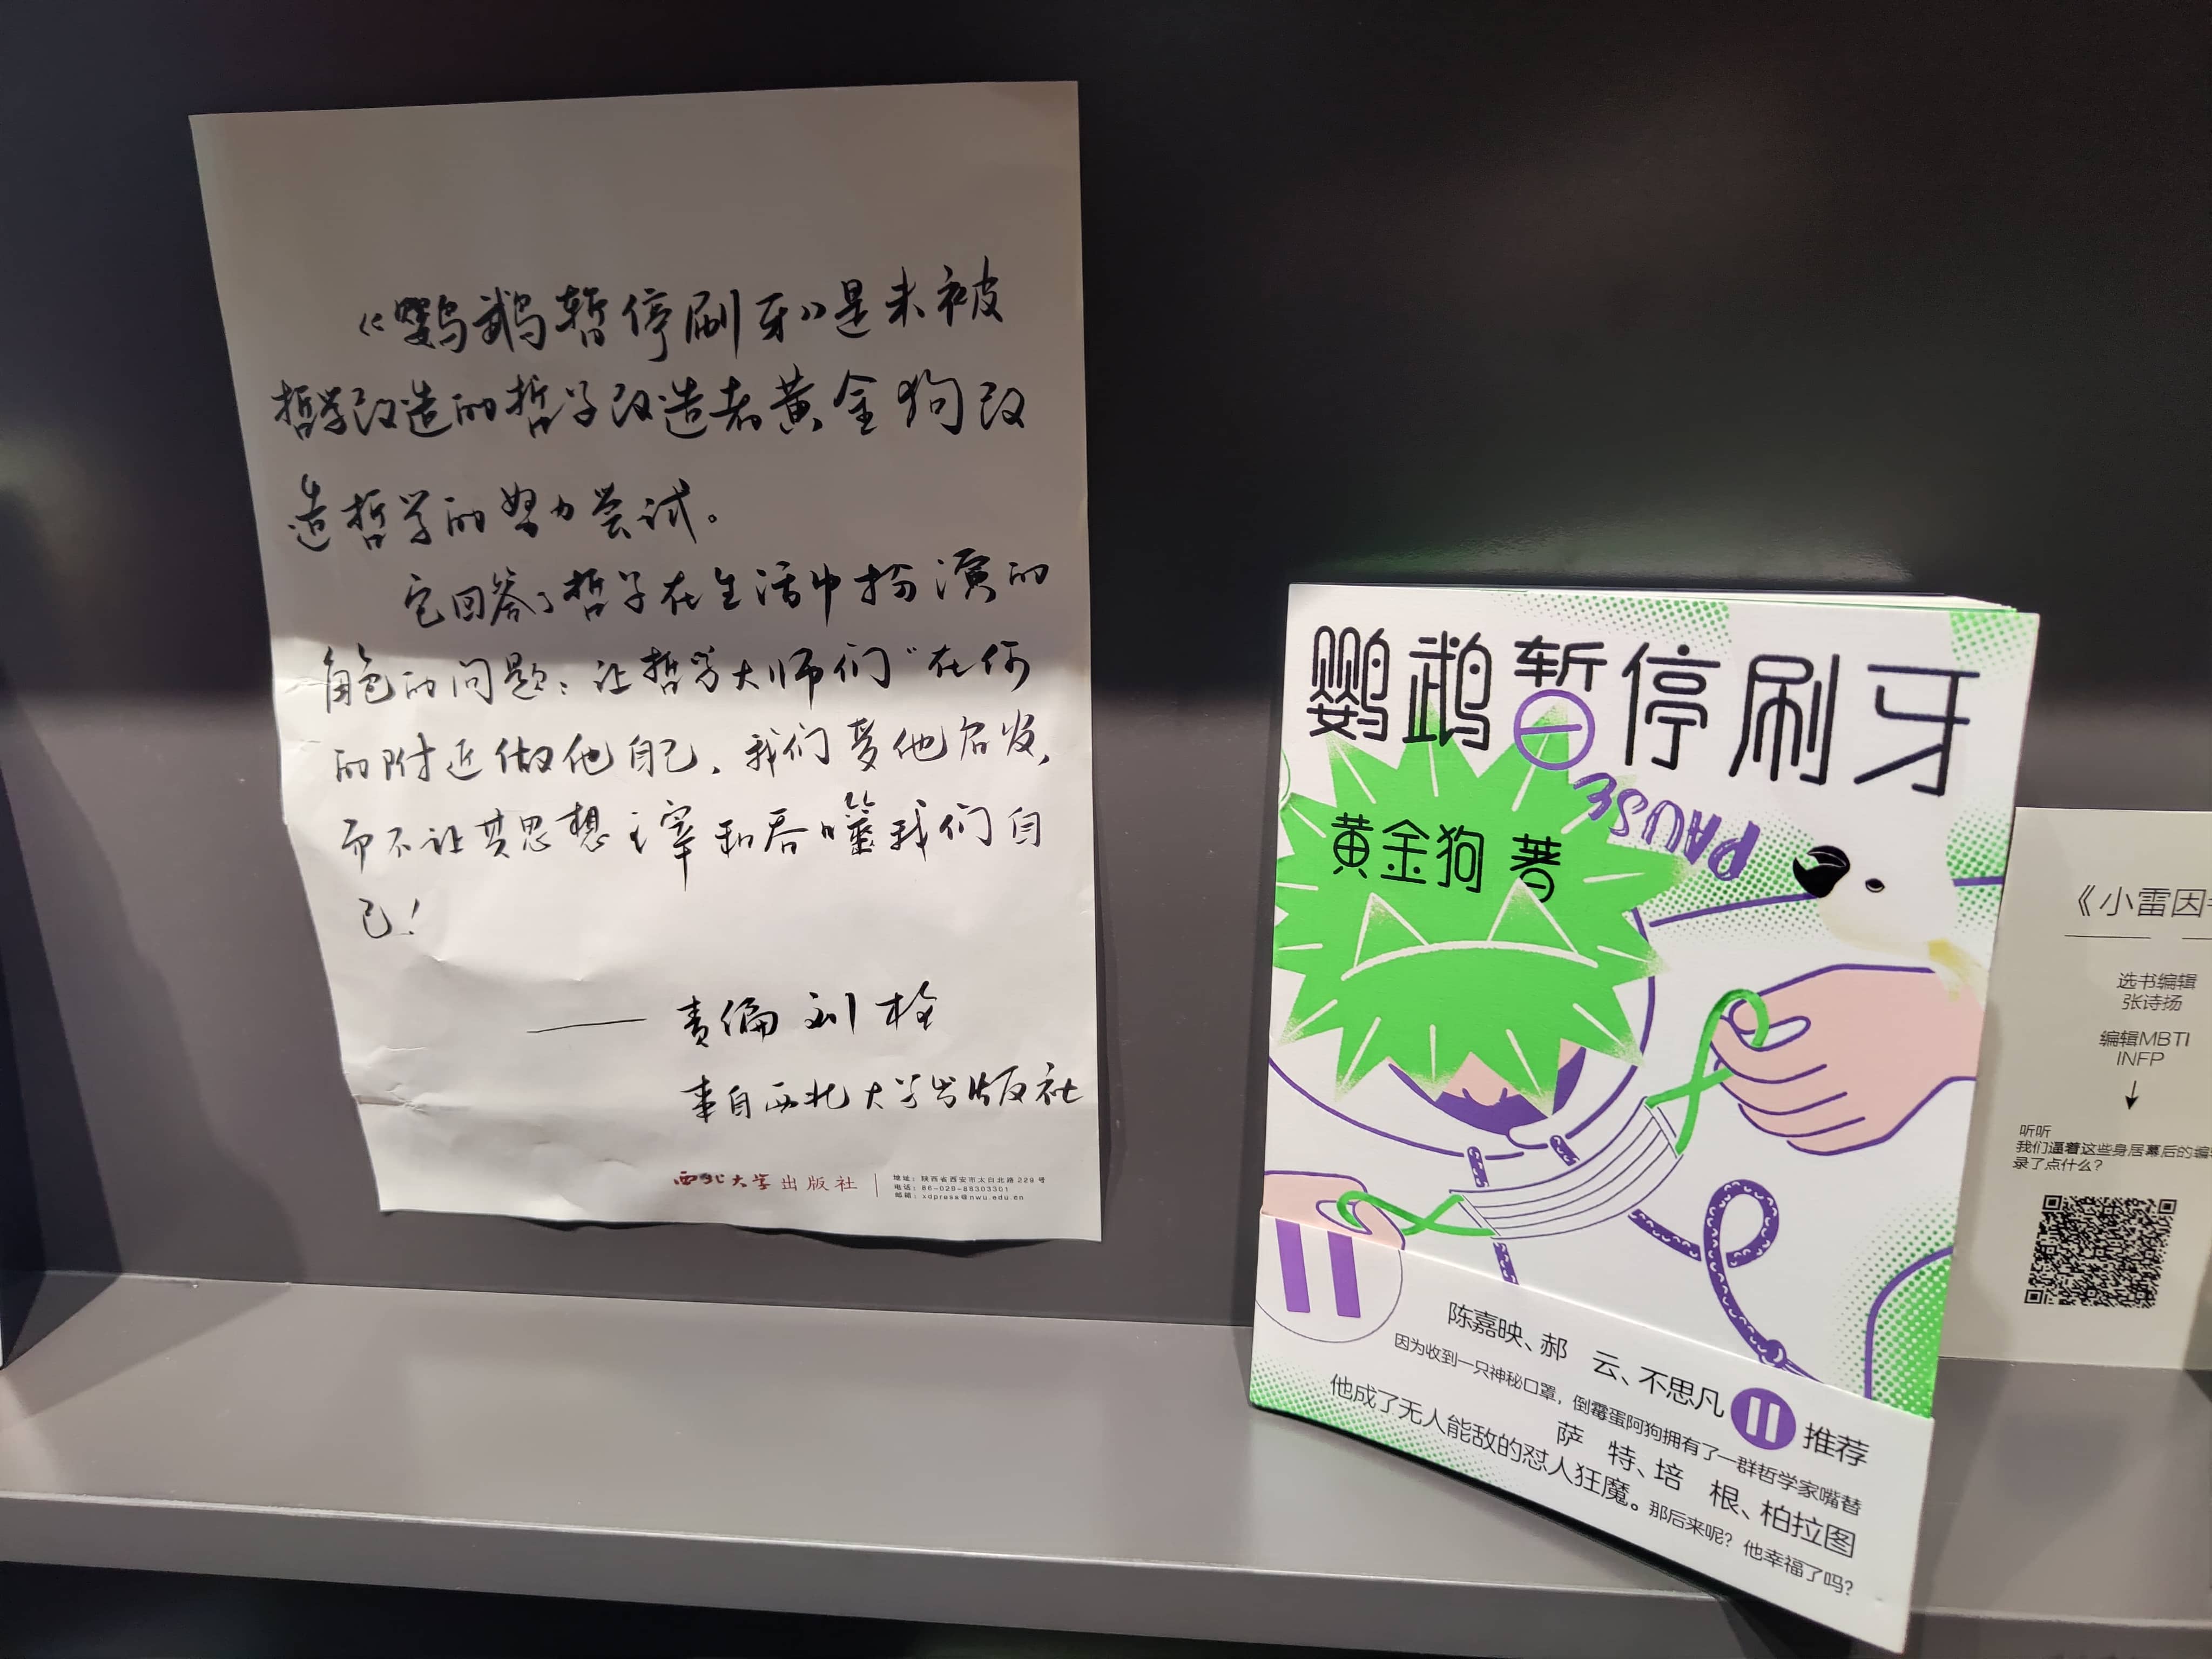 《鹦鹉暂停刷牙》是未被
哲学改造的哲学改造者黄金狗改
造哲学的努力尝试。
它回答了哲学在生活中扮演的
角色的问题：让哲学大师们“在何
的附近做他自己，我们受他启发，
而不让其思想主宰和吞噬我们自
己！
—— 责编 刘栓
来自西北大学出版社
西北大学出版社
地址：陕西省西安市太白北路 229 号
电话：86-029-88303301
邮箱：xdpress@nwu.edu.cn
鹦鹉暂停刷牙
PAUSE
黄金狗 著
陈嘉映、郝 云、不思凡 推荐
因为收到一只神秘口罩，倒霉蛋阿狗拥有了一群哲学家嘴替
萨 特、培 根、柏拉图
他成了无人能敌的怼人狂魔。那后来呢？他幸福了吗？
《小雷因
选书编辑
张诗扬
编辑MBTI
INFP
↓
听听
我们逼着这些身居幕后的编
录了点什么？